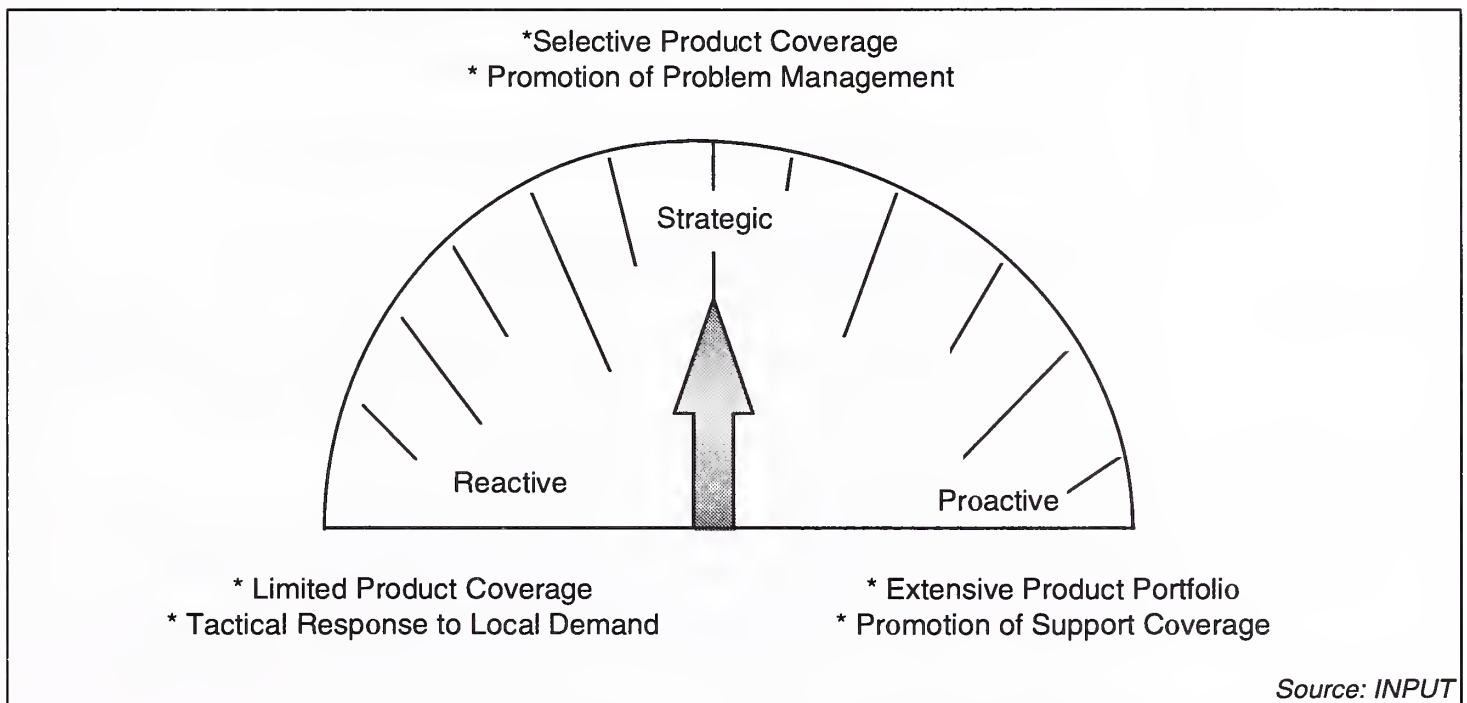 *Selective Product Coverage
* Promotion of Problem Management
Strategic
Reactive
Proactive
* Limited Product Coverage
* Tactical Response to Local Demand
* Extensive Product Portfolio
* Promotion of Support Coverage
Source: INPUT